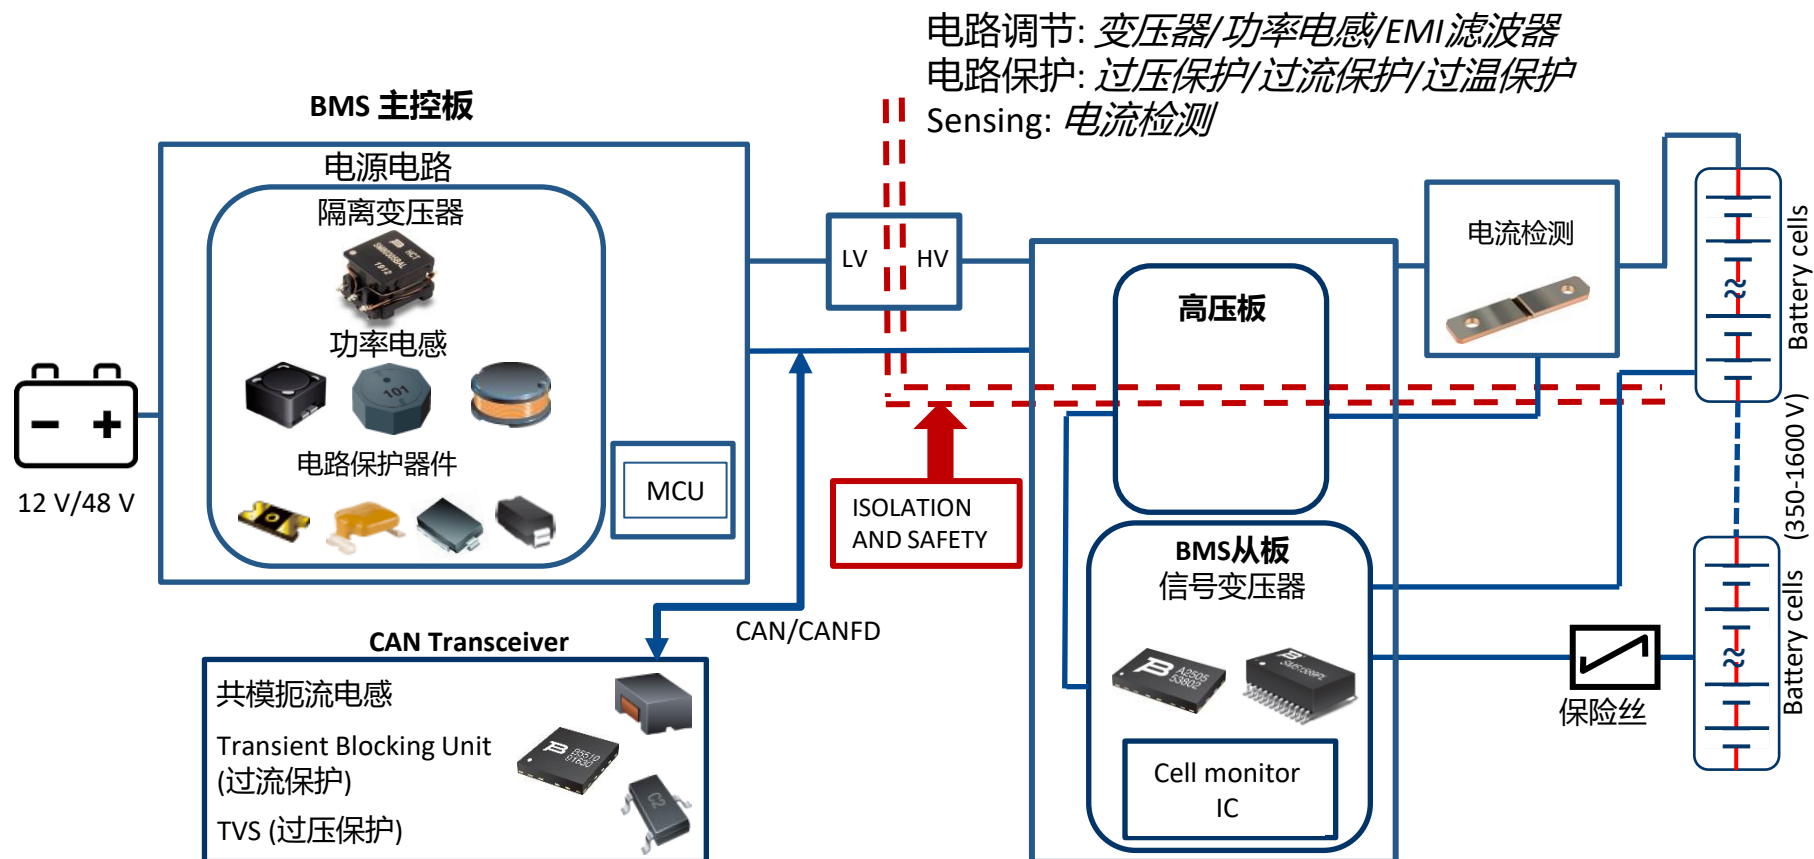 电路调节: 变压器/功率电感/EMI滤波器
电路保护: 过压保护/过流保护/过温保护
Sensing: 电流检测
BMS 主控板
电源电路
隔离变压器
HCT
1912
功率电感
101
电路保护器件
MCU
12 V/48 V
LV
HV
ISOLATION
AND SAFETY
高压板
电流检测
Battery cells
(350-1600 V)
Battery cells
BMS从板
信号变压器
A2505
53802
Cell monitor
IC
保险丝
CAN/CANFD
CAN Transceiver
共模扼流电感
Transient Blocking Unit
(过流保护)
TVS (过压保护)
C2